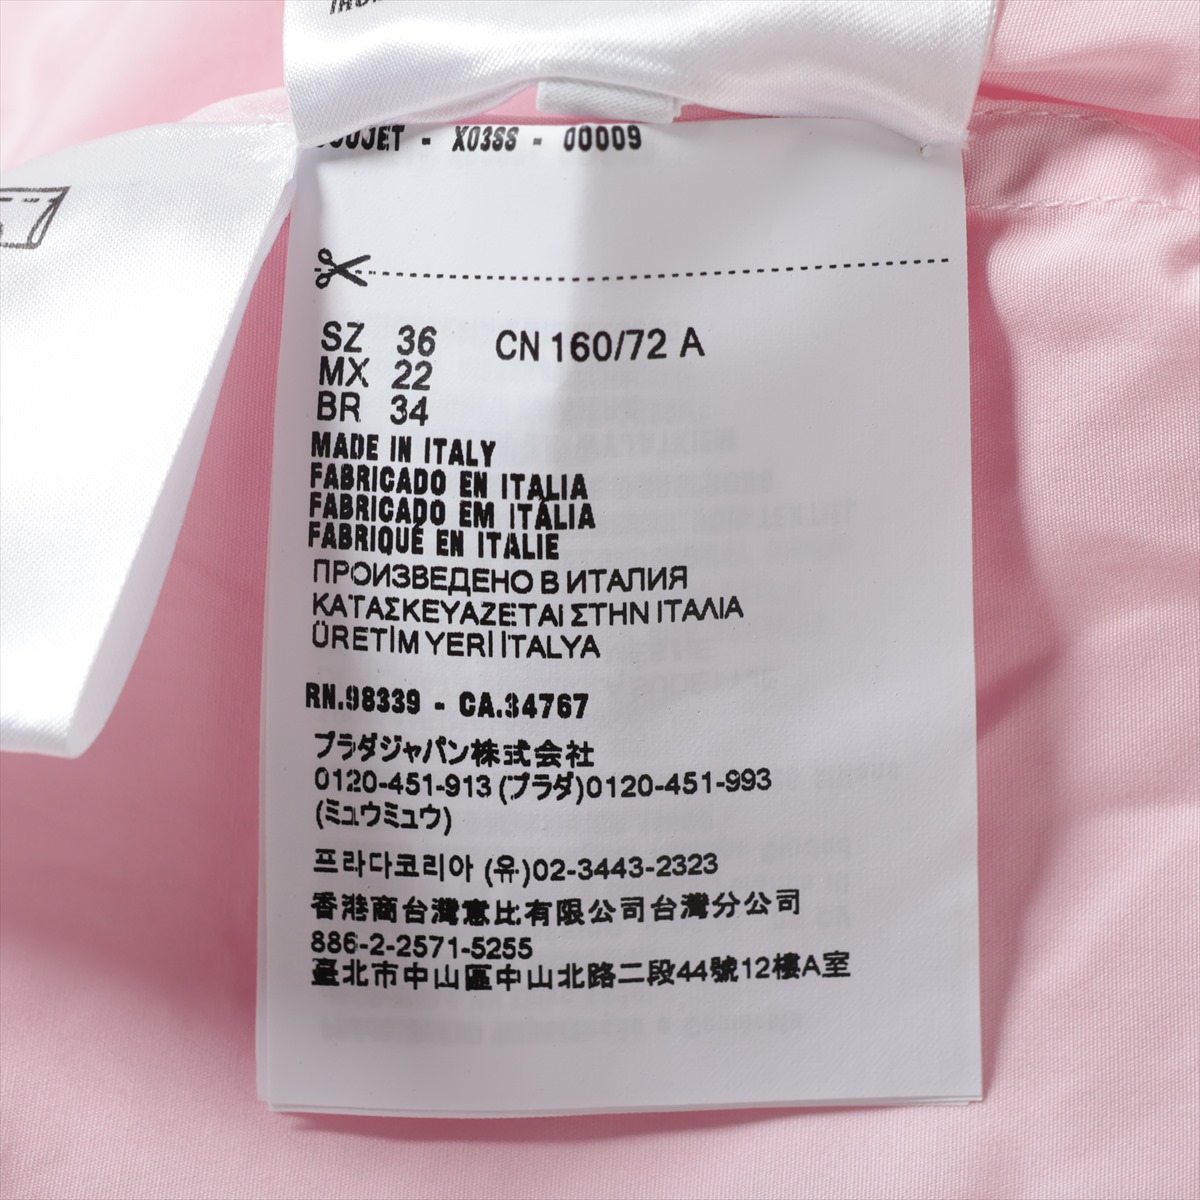 X03SS - 00009
SZ 36 CN 160/72 A
MX 22
BR 34
MADE IN ITALY
FABRICADO EN ITALIA
FABRICADO EM ITÁLIA
FABRIQUÉ EN ITALIE
ПРОИЗВЕДЕНО В ИТАЛИЯ
ΚΑΤΑΣΚΕΥΑΖΕΤΑΙ ΣΤΗΝ ΙΤΑΛΙΑ
ÜRETİM YERİ İTALYA
RN.98339 - CA.34767
プラダジャパン株式会社
0120-451-913 (プラダ)0120-451-993
(ミュウミュウ)
프라다코리아 (유)02-3443-2323
香港商台灣意比有限公司台灣分公司
886-2-2571-5255
臺北市中山區中山北路二段44號12樓A室